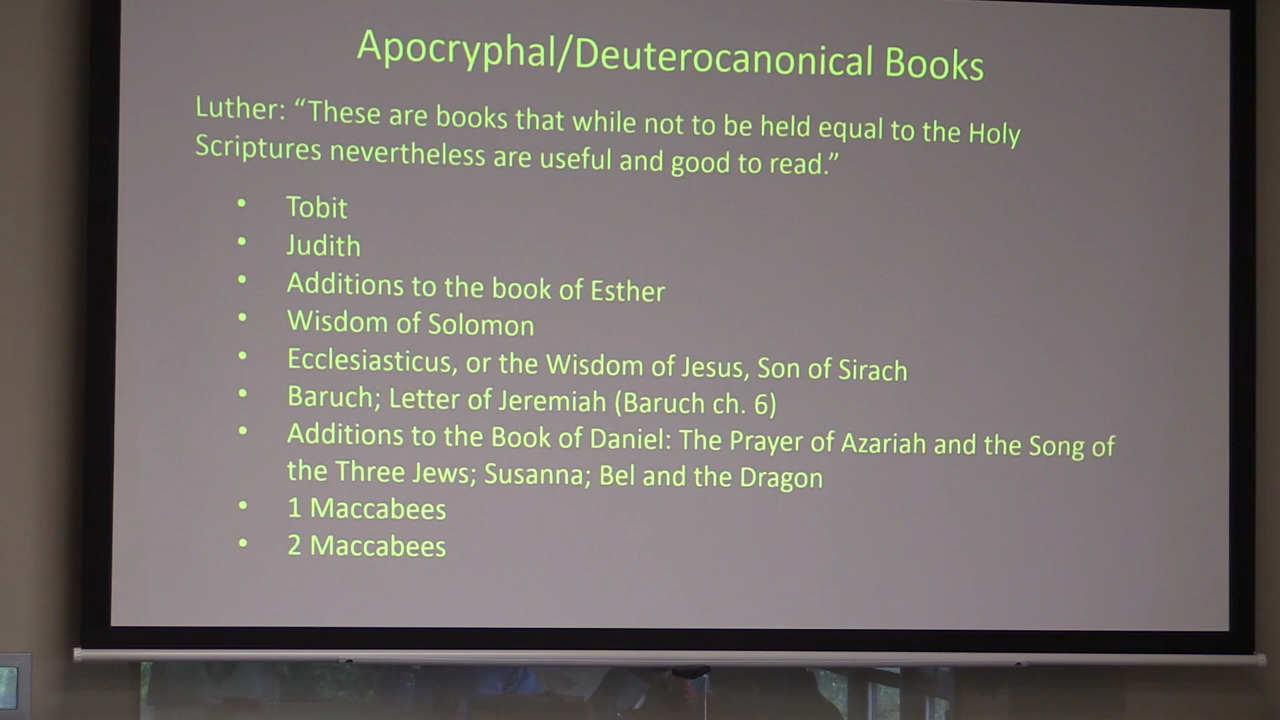 Apocryphal/Deuterocanonical Books
Luther: “These are books that while not to be held equal to the Holy
Scriptures nevertheless are useful and good to read.”
• Tobit
• Judith
• Additions to the book of Esther
• Wisdom of Solomon
• Ecclesiasticus, or the Wisdom of Jesus, Son of Sirach
• Baruch; Letter of Jeremiah (Baruch ch. 6)
• Additions to the Book of Daniel: The Prayer of Azariah and the Song of
the Three Jews; Susanna; Bel and the Dragon
• 1 Maccabees
• 2 Maccabees